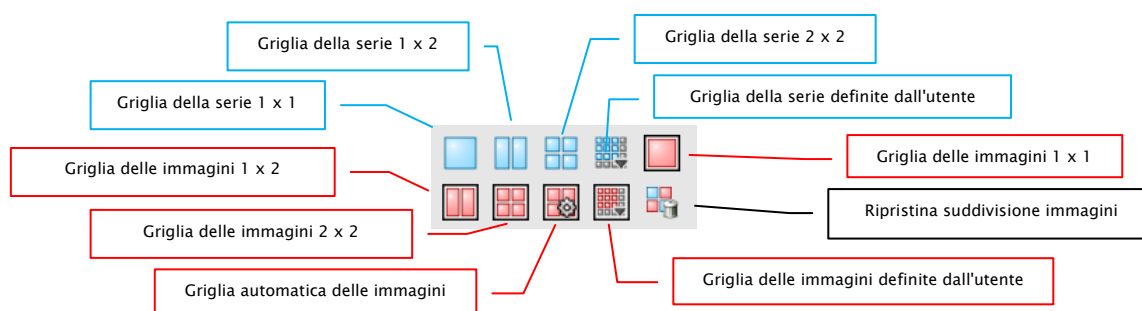 Griglia della serie 1 x 2
Griglia della serie 2 x 2
Griglia della serie 1 x 1
Griglia della serie definite dall'utente
Griglia delle immagini 1 x 2
Griglia delle immagini 1 x 1
Griglia delle immagini 2 x 2
Ripristina suddivisione immagini
Griglia automatica delle immagini
Griglia delle immagini definite dall'utente